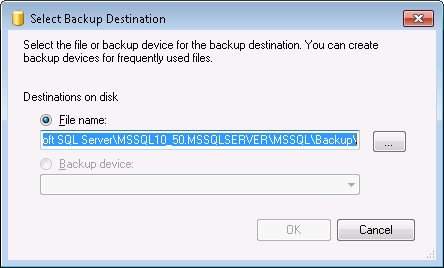 Select Backup Destination
Select the file or backup device for the backup destination. You can create
backup devices for frequently used files.
Destinations on disk
File name:
oft SQL Server\MSSQL10_50.MSSQLSERVER\MSSQL\Backup\
...
Backup device:
OK
Cancel